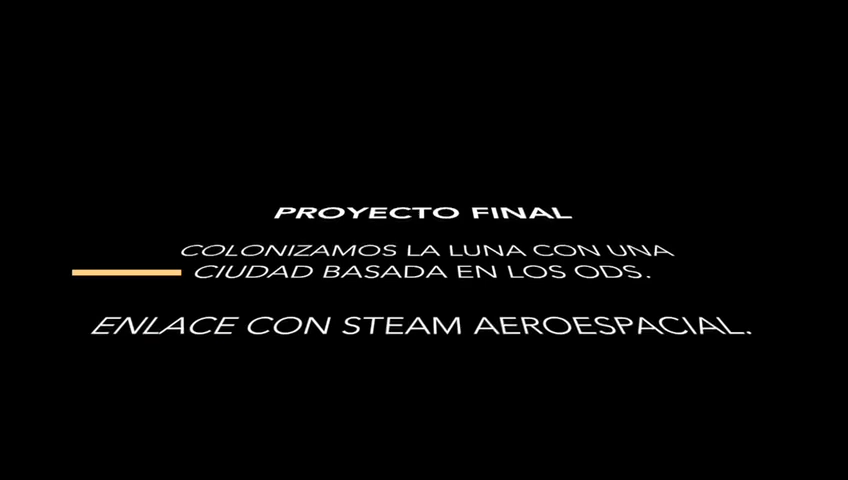 PROYECTO FINAL
COLONIZAMOS LA LUNA CON UNA
CIUDAD BASADA EN LOS ODS.
ENLACE CON STEAM AEROESPACIAL.